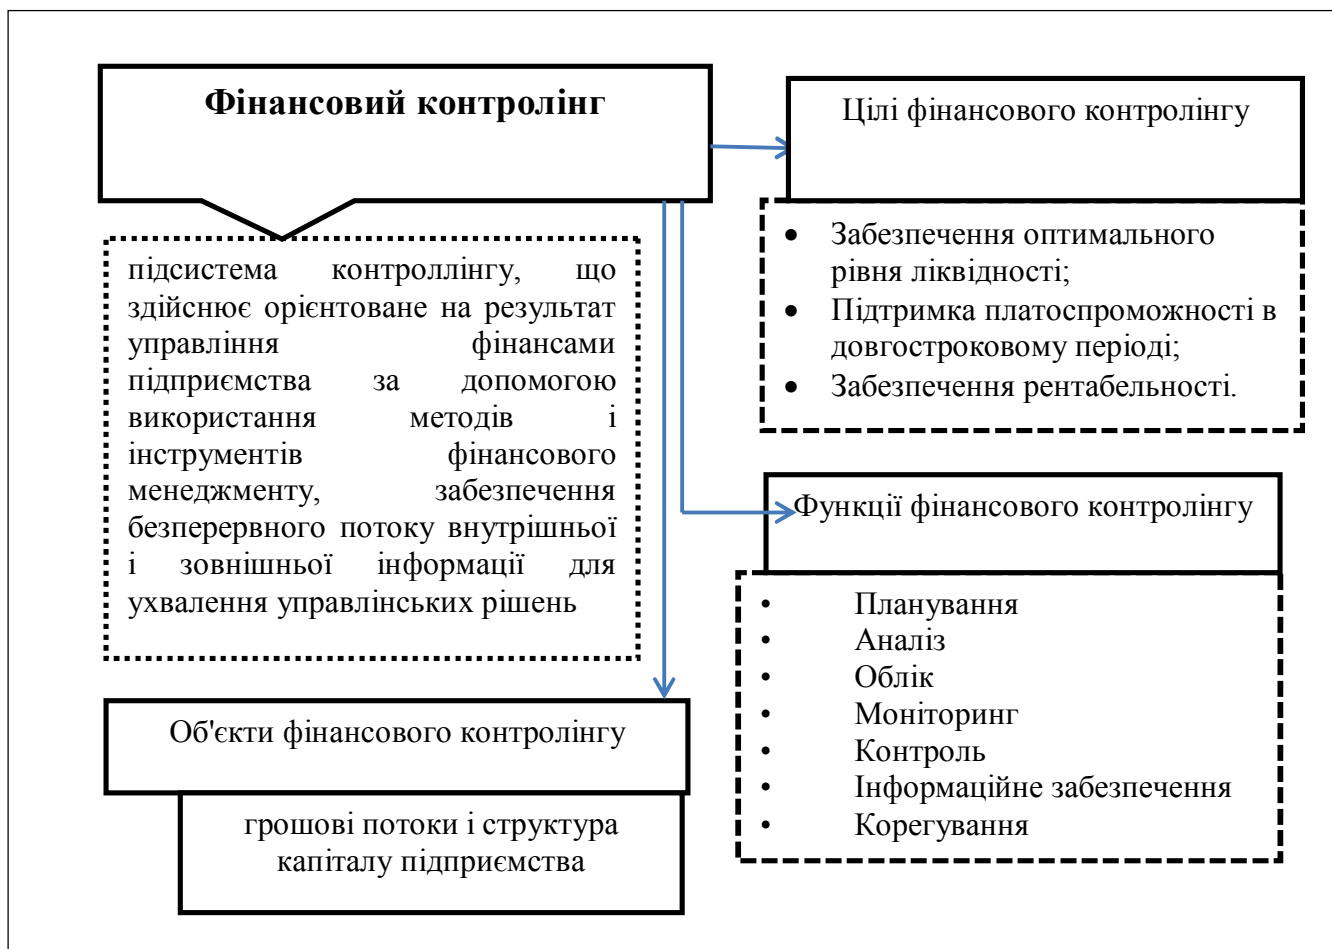 Фінансовий контролінг
підсистема контроллінгу, що
здійснює орієнтоване на результат
управління фінансами
підприємства за допомогою
використання методів і
інструментів фінансового
менеджменту, забезпечення
безперервного потоку внутрішньої
і зовнішньої інформації для
ухвалення управлінських рішень
Об'єкти фінансового контролінгу
грошові потоки і структура
капіталу підприємства
Цілі фінансового контролінгу
• Забезпечення оптимального
рівня ліквідності;
• Підтримка платоспроможності в
довгостроковому періоді;
• Забезпечення рентабельності.
Функції фінансового контролінгу
• Планування
• Аналіз
• Облік
• Моніторинг
• Контроль
• Інформаційне забезпечення
• Корегування